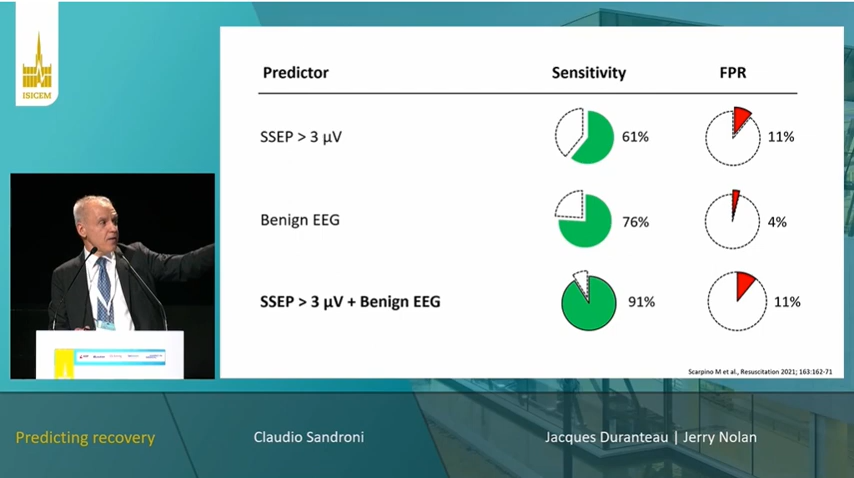 ISICEM
Predictor Sensitivity FPR
SSEP > 3 µV 61% 11%
Benign EEG 76% 4%
SSEP > 3 µV + Benign EEG 91% 11%
Scarpino M et al., Resuscitation 2021; 163:162-71
Predicting recovery Claudio Sandroni Jacques Duranteau | Jerry Nolan